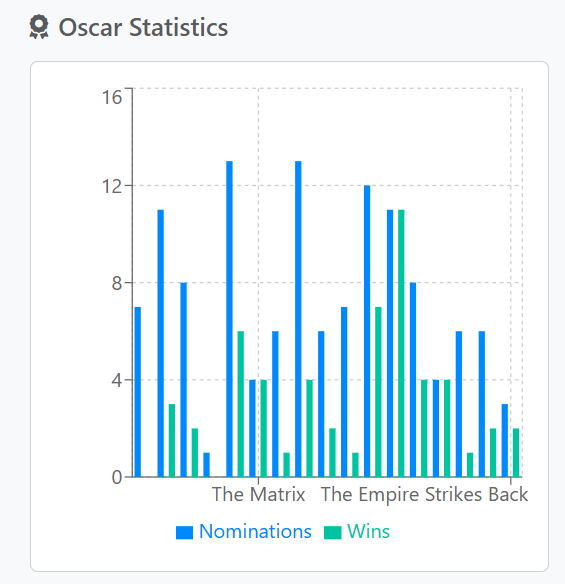 Oscar Statistics
16
12
8
4
0
The Matrix The Empire Strikes Back
Nominations Wins